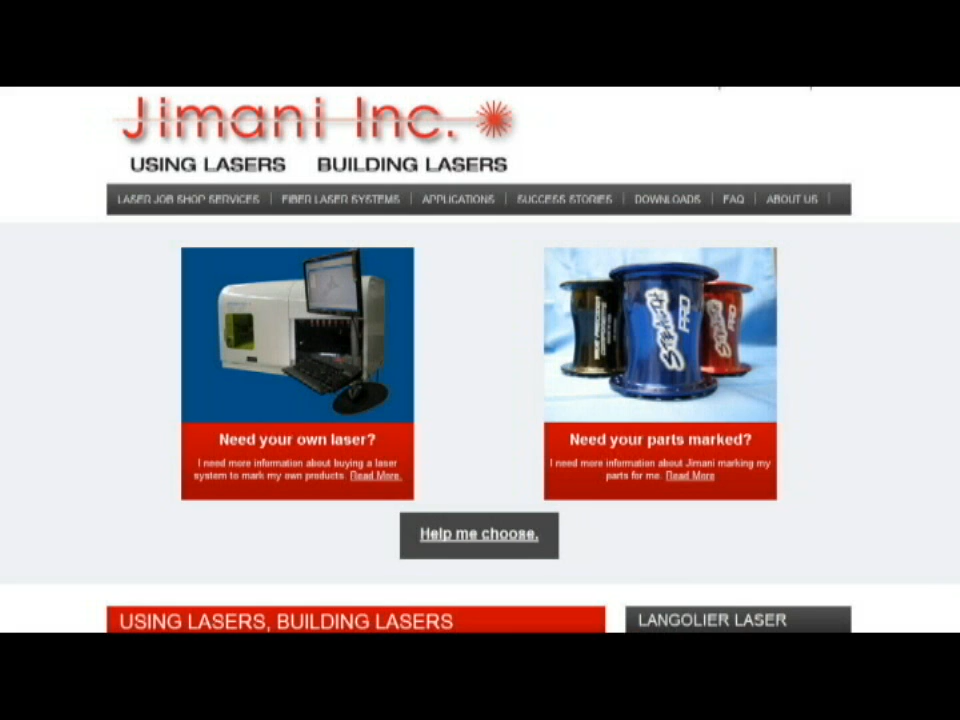 Jimani Inc.
USING LASERS BUILDING LASERS
LASER JOB SHOP SERVICES | FIBER LASER SYSTEMS | APPLICATIONS | SUCCESS STORIES | DOWNLOADS | FAQ | ABOUT US |
STEALTH
PRO
PRO
Need your own laser?
I need more information about buying a laser
system to mark my own products. Read More.
Need your parts marked?
I need more information about Jimani marking my
parts for me. Read More
Help me choose.
USING LASERS, BUILDING LASERS
LANGOLIER LASER